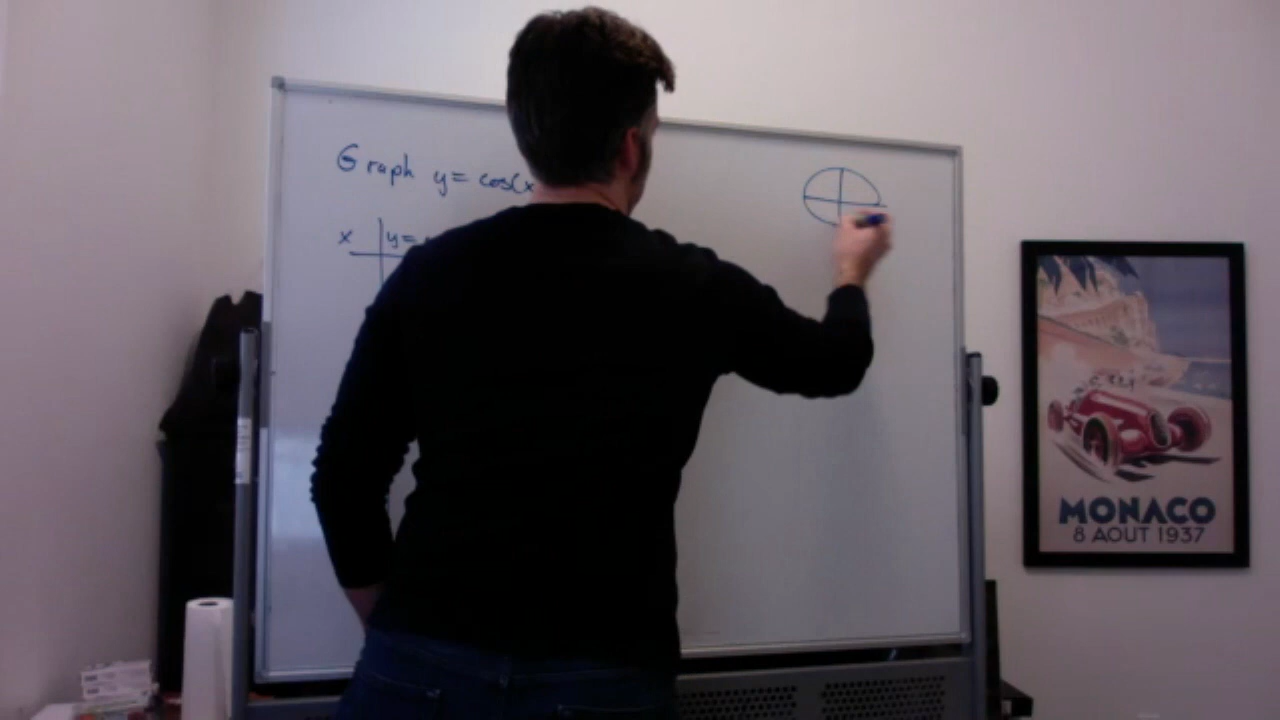 Graph y = cos(x
x y =
MONACO
8 AOUT 1937